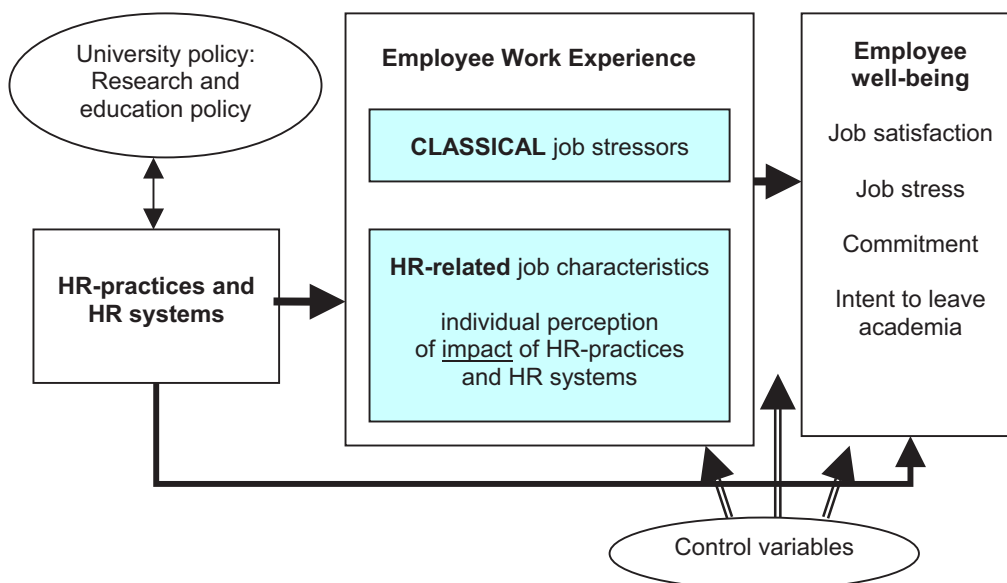 University policy:
Research and
education policy
HR-practices and
HR systems
Employee Work Experience
CLASSICAL job stressors
HR-related job characteristics
individual perception
of impact of HR-practices
and HR systems
Employee
well-being
Job satisfaction
Job stress
Commitment
Intent to leave
academia
Control variables